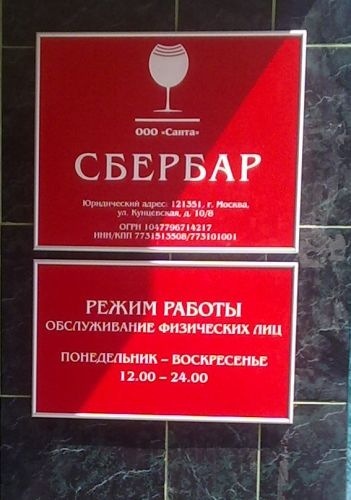 ООО «Санта»
СБЕРБАР
Юридический адрес: 121351, г. Москва,
ул. Кунцевская, д. 10/8
ОГРН 1047796714217
ИНН/КПП 7731513508/773101001
РЕЖИМ РАБОТЫ
ОБСЛУЖИВАНИЕ ФИЗИЧЕСКИХ ЛИЦ
ПОНЕДЕЛЬНИК – ВОСКРЕСЕНЬЕ
12.00 – 24.00